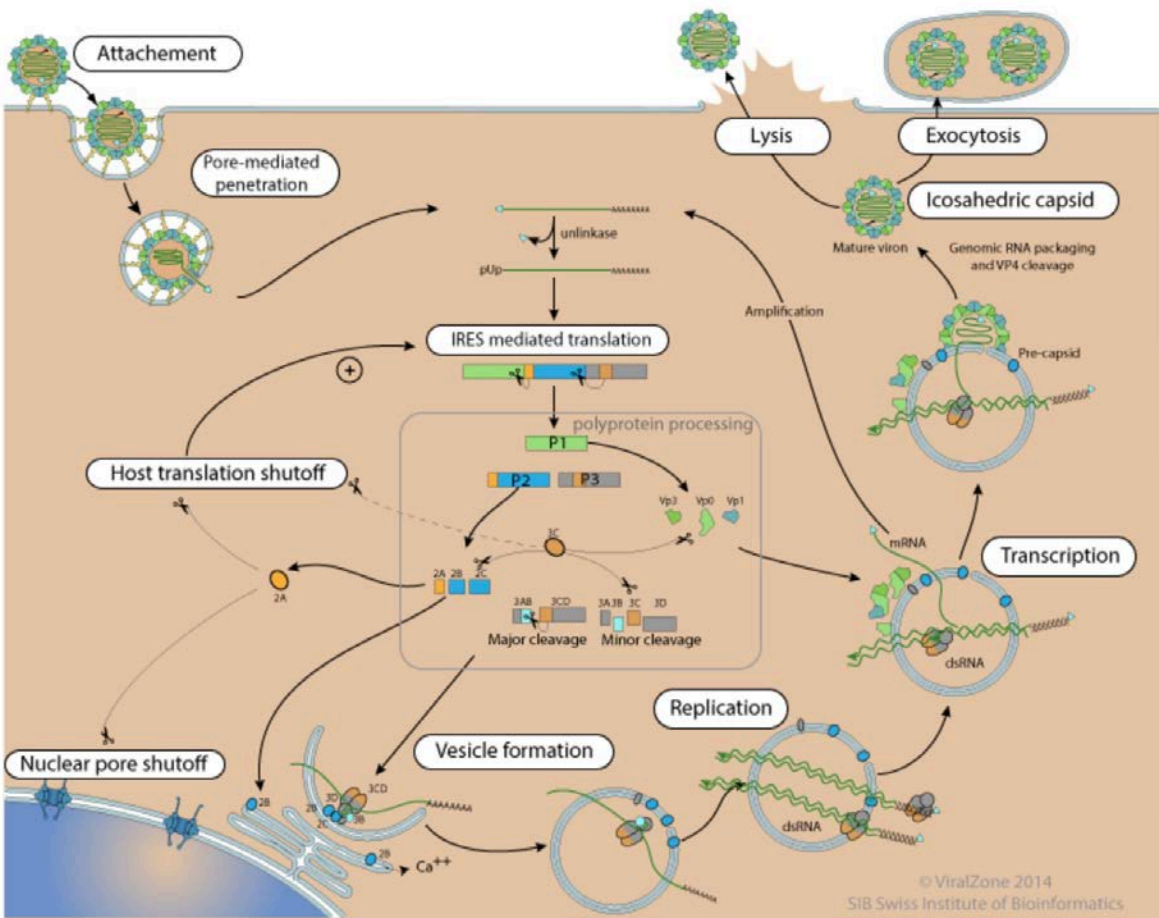 Attachement
Pore-mediated
penetration
Lysis
Exocytosis
Icosahedric capsid
Mature viron
Genomic RNA packaging
and VP4 cleavage
unlinkase
pUp
AAAAAAAA
Amplification
IRES mediated translation
Pre-capsid
+
polyprotein processing
P1
Host translation shutoff
P2
P3
Vp3
Vp0
Vp1
3C
mRNA
Transcription
2A
2B
2C
2A
3AB
3CD
3A
3B
3C
3D
Major cleavage
Minor cleavage
dsRNA
Replication
Nuclear pore shutoff
Vesicle formation
3D
3CD
2B
2B
2C
3B
AAAAAAAA
dsRNA
2B
Ca++
© ViralZone 2014
SIB Swiss Institute of Bioinformatics